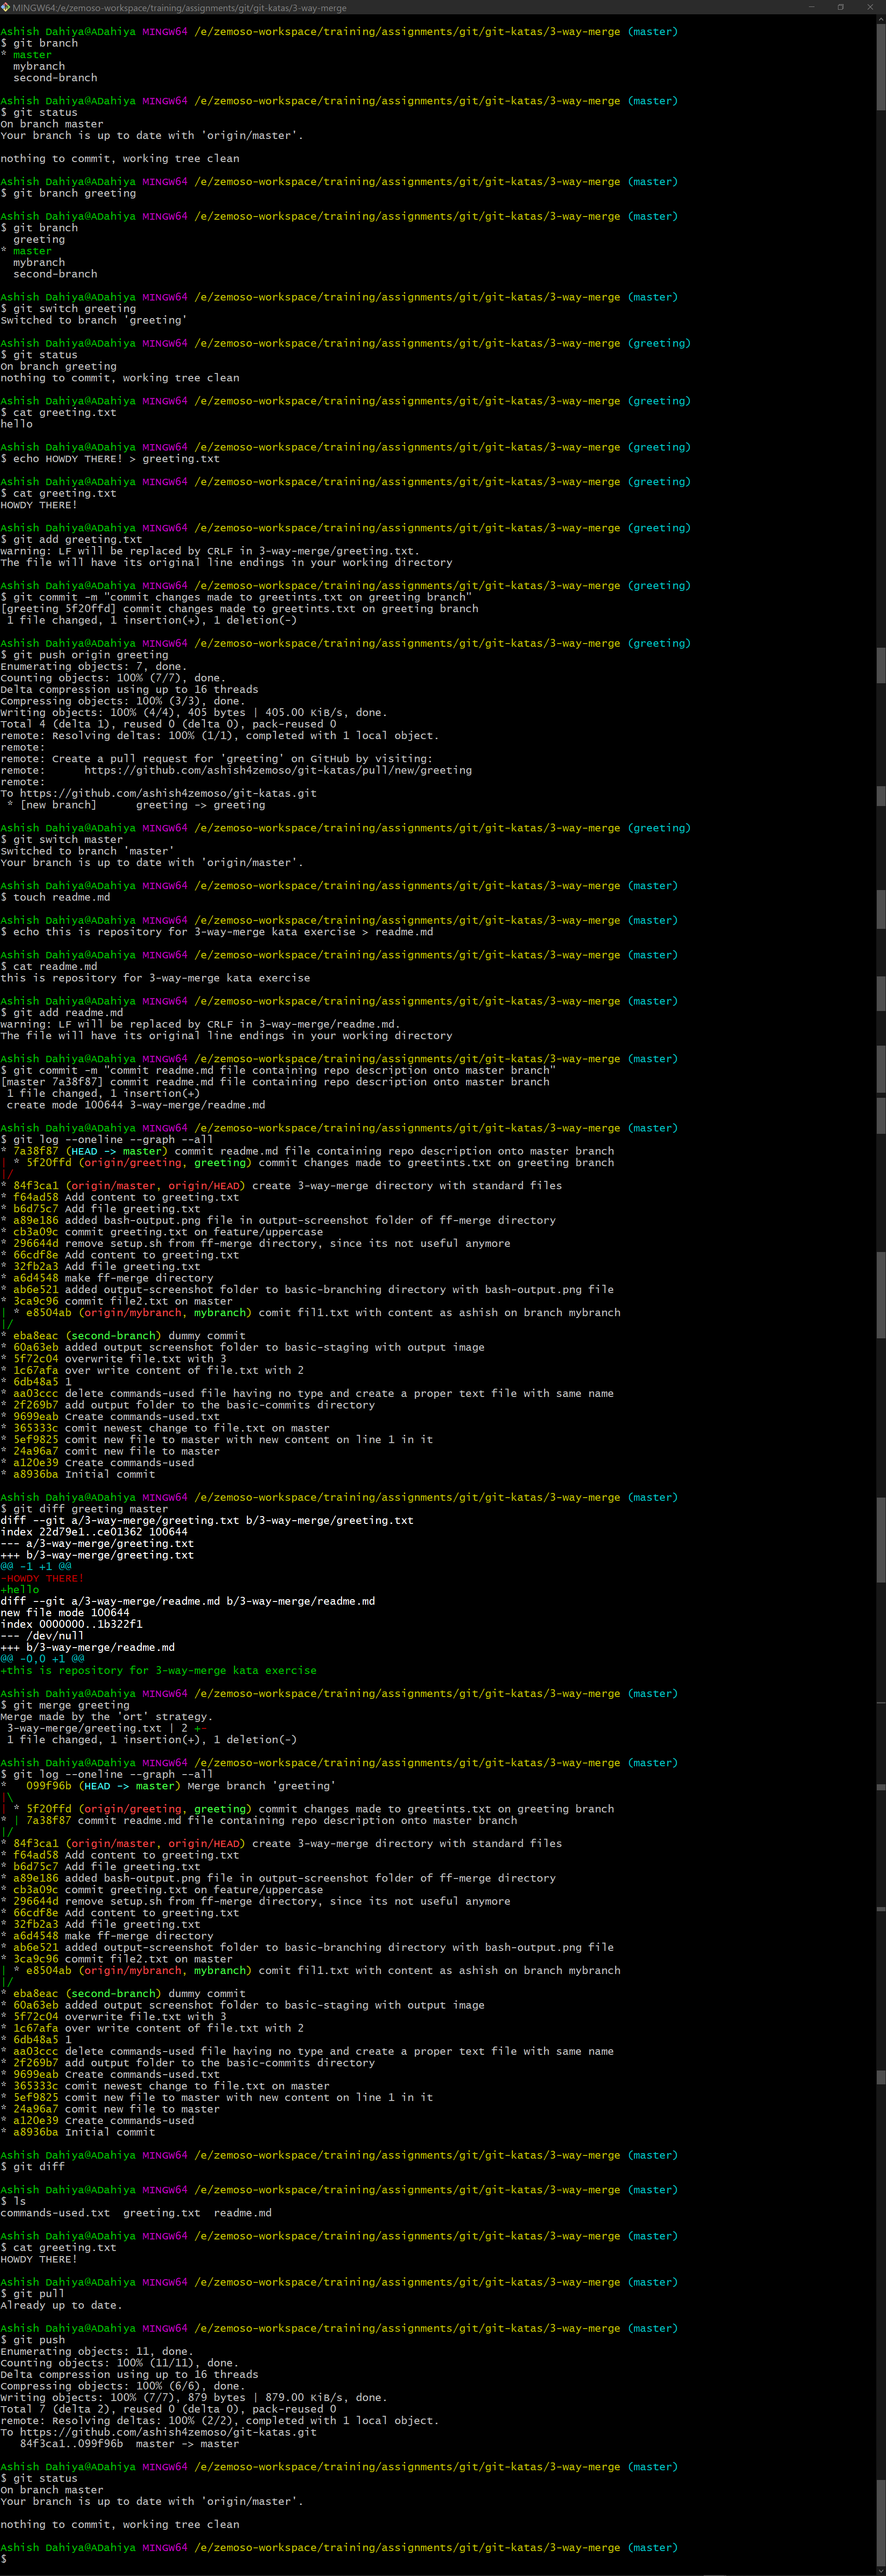 MINGW64:/e/zemoso-workspace/training/assignments/git/git-katas/3-way-merge
Ashish Dahiya@ADahiya MINGW64 /e/zemoso-workspace/training/assignments/git/git-katas/3-way-merge (master)
$ git branch
* master
  mybranch
  second-branch
Ashish Dahiya@ADahiya MINGW64 /e/zemoso-workspace/training/assignments/git/git-katas/3-way-merge (master)
$ git status
On branch master
Your branch is up to date with 'origin/master'.
nothing to commit, working tree clean
Ashish Dahiya@ADahiya MINGW64 /e/zemoso-workspace/training/assignments/git/git-katas/3-way-merge (master)
$ git branch greeting
Ashish Dahiya@ADahiya MINGW64 /e/zemoso-workspace/training/assignments/git/git-katas/3-way-merge (master)
$ git branch
  greeting
* master
  mybranch
  second-branch
Ashish Dahiya@ADahiya MINGW64 /e/zemoso-workspace/training/assignments/git/git-katas/3-way-merge (master)
$ git switch greeting
Switched to branch 'greeting'
Ashish Dahiya@ADahiya MINGW64 /e/zemoso-workspace/training/assignments/git/git-katas/3-way-merge (greeting)
$ git status
On branch greeting
nothing to commit, working tree clean
Ashish Dahiya@ADahiya MINGW64 /e/zemoso-workspace/training/assignments/git/git-katas/3-way-merge (greeting)
$ cat greeting.txt
hello
Ashish Dahiya@ADahiya MINGW64 /e/zemoso-workspace/training/assignments/git/git-katas/3-way-merge (greeting)
$ echo HOWDY THERE! > greeting.txt
Ashish Dahiya@ADahiya MINGW64 /e/zemoso-workspace/training/assignments/git/git-katas/3-way-merge (greeting)
$ cat greeting.txt
HOWDY THERE!
Ashish Dahiya@ADahiya MINGW64 /e/zemoso-workspace/training/assignments/git/git-katas/3-way-merge (greeting)
$ git add greeting.txt
warning: LF will be replaced by CRLF in 3-way-merge/greeting.txt.
The file will have its original line endings in your working directory
Ashish Dahiya@ADahiya MINGW64 /e/zemoso-workspace/training/assignments/git/git-katas/3-way-merge (greeting)
$ git commit -m "commit changes made to greetints.txt on greeting branch"
[greeting 5f20ffd] commit changes made to greetints.txt on greeting branch
 1 file changed, 1 insertion(+), 1 deletion(-)
Ashish Dahiya@ADahiya MINGW64 /e/zemoso-workspace/training/assignments/git/git-katas/3-way-merge (greeting)
$ git push origin greeting
Enumerating objects: 7, done.
Counting objects: 100% (7/7), done.
Delta compression using up to 16 threads
Compressing objects: 100% (3/3), done.
Writing objects: 100% (4/4), 405 bytes | 405.00 KiB/s, done.
Total 4 (delta 1), reused 0 (delta 0), pack-reused 0
remote: Resolving deltas: 100% (1/1), completed with 1 local object.
remote:
remote: Create a pull request for 'greeting' on GitHub by visiting:
remote:      https://github.com/ashish4zemoso/git-katas/pull/new/greeting
remote:
To https://github.com/ashish4zemoso/git-katas.git
 * [new branch]      greeting -> greeting
Ashish Dahiya@ADahiya MINGW64 /e/zemoso-workspace/training/assignments/git/git-katas/3-way-merge (greeting)
$ git switch master
Switched to branch 'master'
Your branch is up to date with 'origin/master'.
Ashish Dahiya@ADahiya MINGW64 /e/zemoso-workspace/training/assignments/git/git-katas/3-way-merge (master)
$ touch readme.md
Ashish Dahiya@ADahiya MINGW64 /e/zemoso-workspace/training/assignments/git/git-katas/3-way-merge (master)
$ echo this is repository for 3-way-merge kata exercise > readme.md
Ashish Dahiya@ADahiya MINGW64 /e/zemoso-workspace/training/assignments/git/git-katas/3-way-merge (master)
$ cat readme.md
this is repository for 3-way-merge kata exercise
Ashish Dahiya@ADahiya MINGW64 /e/zemoso-workspace/training/assignments/git/git-katas/3-way-merge (master)
$ git add readme.md
warning: LF will be replaced by CRLF in 3-way-merge/readme.md.
The file will have its original line endings in your working directory
Ashish Dahiya@ADahiya MINGW64 /e/zemoso-workspace/training/assignments/git/git-katas/3-way-merge (master)
$ git commit -m "commit readme.md file containing repo description onto master branch"
[master 7a38f87] commit readme.md file containing repo description onto master branch
 1 file changed, 1 insertion(+)
 create mode 100644 3-way-merge/readme.md
Ashish Dahiya@ADahiya MINGW64 /e/zemoso-workspace/training/assignments/git/git-katas/3-way-merge (master)
$ git log --oneline --graph --all
* 7a38f87 (HEAD -> master) commit readme.md file containing repo description onto master branch
| * 5f20ffd (origin/greeting, greeting) commit changes made to greetints.txt on greeting branch
|/
* 84f3ca1 (origin/master, origin/HEAD) create 3-way-merge directory with standard files
* f64ad58 Add content to greeting.txt
* b6d75c7 Add file greeting.txt
* a89e186 added bash-output.png file in output-screenshot folder of ff-merge directory
* cb3a09c commit greeting.txt on feature/uppercase
* 296644d remove setup.sh from ff-merge directory, since its not useful anymore
* 66cdf8e Add content to greeting.txt
* 32fb2a3 Add file greeting.txt
* a6d4548 make ff-merge directory
* ab6e521 added output-screenshot folder to basic-branching directory with bash-output.png file
* 3ca9c96 commit file2.txt on master
| * e8504ab (origin/mybranch, mybranch) comit fil1.txt with content as ashish on branch mybranch
|/
* eba8eac (second-branch) dummy commit
* 60a63eb added output screenshot folder to basic-staging with output image
* 5f72c04 overwrite file.txt with 3
* 1c67afa over write content of file.txt with 2
* 6db48a5 1
* aa03ccc delete commands-used file having no type and create a proper text file with same name
* 2f269b7 add output folder to the basic-commits directory
* 9699eab Create commands-used.txt
* 365333c comit newest change to file.txt on master
* 5ef9825 comit new file to master with new content on line 1 in it
* 24a96a7 comit new file to master
* a120e39 Create commands-used
* a8936ba Initial commit
Ashish Dahiya@ADahiya MINGW64 /e/zemoso-workspace/training/assignments/git/git-katas/3-way-merge (master)
$ git diff greeting master
diff --git a/3-way-merge/greeting.txt b/3-way-merge/greeting.txt
index 22d79e1..ce01362 100644
--- a/3-way-merge/greeting.txt
+++ b/3-way-merge/greeting.txt
@@ -1 +1 @@
-HOWDY THERE!
+hello
diff --git a/3-way-merge/readme.md b/3-way-merge/readme.md
new file mode 100644
index 0000000..1b322f1
--- /dev/null
+++ b/3-way-merge/readme.md
@@ -0,0 +1 @@
+this is repository for 3-way-merge kata exercise
Ashish Dahiya@ADahiya MINGW64 /e/zemoso-workspace/training/assignments/git/git-katas/3-way-merge (master)
$ git merge greeting
Merge made by the 'ort' strategy.
 3-way-merge/greeting.txt | 2 +-
 1 file changed, 1 insertion(+), 1 deletion(-)
Ashish Dahiya@ADahiya MINGW64 /e/zemoso-workspace/training/assignments/git/git-katas/3-way-merge (master)
$ git log --oneline --graph --all
*   099f96b (HEAD -> master) Merge branch 'greeting'
|\
| * 5f20ffd (origin/greeting, greeting) commit changes made to greetints.txt on greeting branch
* | 7a38f87 commit readme.md file containing repo description onto master branch
|/
* 84f3ca1 (origin/master, origin/HEAD) create 3-way-merge directory with standard files
* f64ad58 Add content to greeting.txt
* b6d75c7 Add file greeting.txt
* a89e186 added bash-output.png file in output-screenshot folder of ff-merge directory
* cb3a09c commit greeting.txt on feature/uppercase
* 296644d remove setup.sh from ff-merge directory, since its not useful anymore
* 66cdf8e Add content to greeting.txt
* 32fb2a3 Add file greeting.txt
* a6d4548 make ff-merge directory
* ab6e521 added output-screenshot folder to basic-branching directory with bash-output.png file
* 3ca9c96 commit file2.txt on master
| * e8504ab (origin/mybranch, mybranch) comit fil1.txt with content as ashish on branch mybranch
|/
* eba8eac (second-branch) dummy commit
* 60a63eb added output screenshot folder to basic-staging with output image
* 5f72c04 overwrite file.txt with 3
* 1c67afa over write content of file.txt with 2
* 6db48a5 1
* aa03ccc delete commands-used file having no type and create a proper text file with same name
* 2f269b7 add output folder to the basic-commits directory
* 9699eab Create commands-used.txt
* 365333c comit newest change to file.txt on master
* 5ef9825 comit new file to master with new content on line 1 in it
* 24a96a7 comit new file to master
* a120e39 Create commands-used
* a8936ba Initial commit
Ashish Dahiya@ADahiya MINGW64 /e/zemoso-workspace/training/assignments/git/git-katas/3-way-merge (master)
$ git diff
Ashish Dahiya@ADahiya MINGW64 /e/zemoso-workspace/training/assignments/git/git-katas/3-way-merge (master)
$ ls
commands-used.txt  greeting.txt  readme.md
Ashish Dahiya@ADahiya MINGW64 /e/zemoso-workspace/training/assignments/git/git-katas/3-way-merge (master)
$ cat greeting.txt
HOWDY THERE!
Ashish Dahiya@ADahiya MINGW64 /e/zemoso-workspace/training/assignments/git/git-katas/3-way-merge (master)
$ git pull
Already up to date.
Ashish Dahiya@ADahiya MINGW64 /e/zemoso-workspace/training/assignments/git/git-katas/3-way-merge (master)
$ git push
Enumerating objects: 11, done.
Counting objects: 100% (11/11), done.
Delta compression using up to 16 threads
Compressing objects: 100% (6/6), done.
Writing objects: 100% (7/7), 879 bytes | 879.00 KiB/s, done.
Total 7 (delta 2), reused 0 (delta 0), pack-reused 0
remote: Resolving deltas: 100% (2/2), completed with 1 local object.
To https://github.com/ashish4zemoso/git-katas.git
   84f3ca1..099f96b  master -> master
Ashish Dahiya@ADahiya MINGW64 /e/zemoso-workspace/training/assignments/git/git-katas/3-way-merge (master)
$ git status
On branch master
Your branch is up to date with 'origin/master'.
nothing to commit, working tree clean
Ashish Dahiya@ADahiya MINGW64 /e/zemoso-workspace/training/assignments/git/git-katas/3-way-merge (master)
$